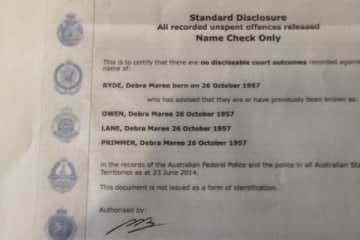 Standard Disclosure
All recorded unspent offences released
Name Check Only
This is to certify that there are no disclosable court outcomes recorded against
name of:
RYDE, Debra Maree born on 26 October 1957
who has advised that they are or have previously been known as:
OWEN, Debra Maree 26 October 1957
LANE, Debra Maree 26 October 1957
PRIMMER, Debra Maree 26 October 1957
In the records of the Australian Federal Police and the police in all Australian
Territories as at 23 June 2014.
This document is not issued as a form of identification.
Authorised by: